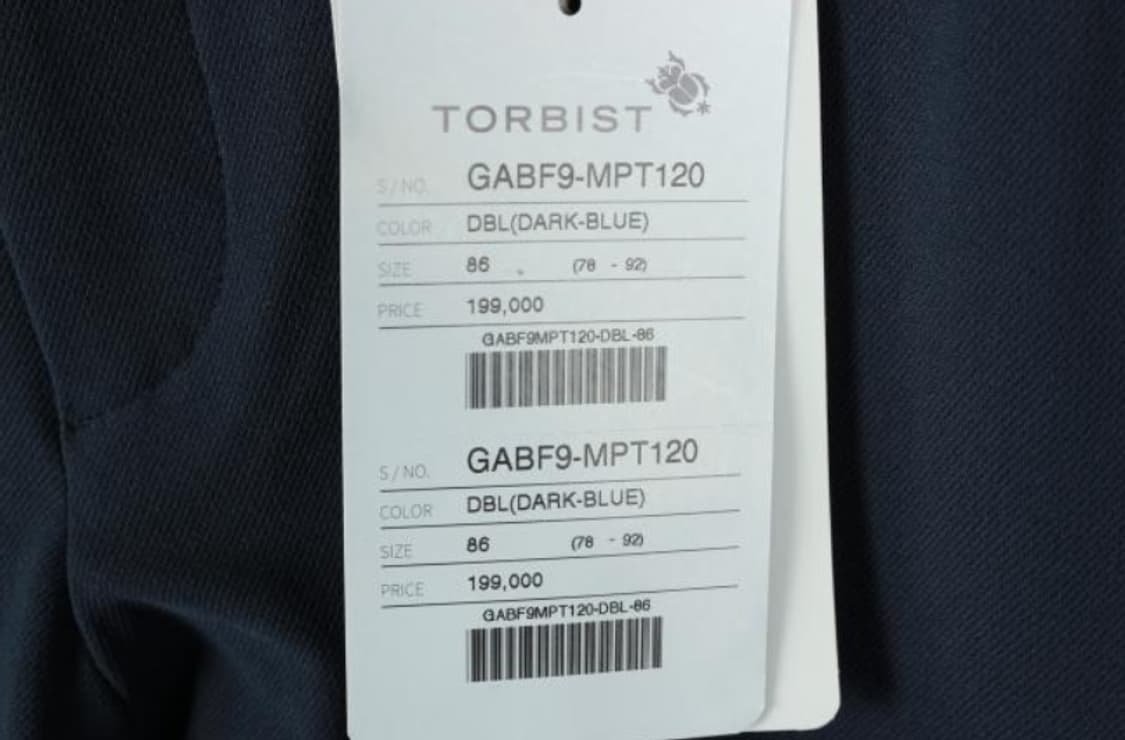 TORBIST
S / NO. GABF9-MPT120
COLOR DBL(DARK-BLUE)
SIZE 86 (78 - 92)
PRICE 199,000
GABF9MPT120-DBL-86
S / NO. GABF9-MPT120
COLOR DBL(DARK-BLUE)
SIZE 86 (78 - 92)
PRICE 199,000
GABF9MPT120-DBL-86